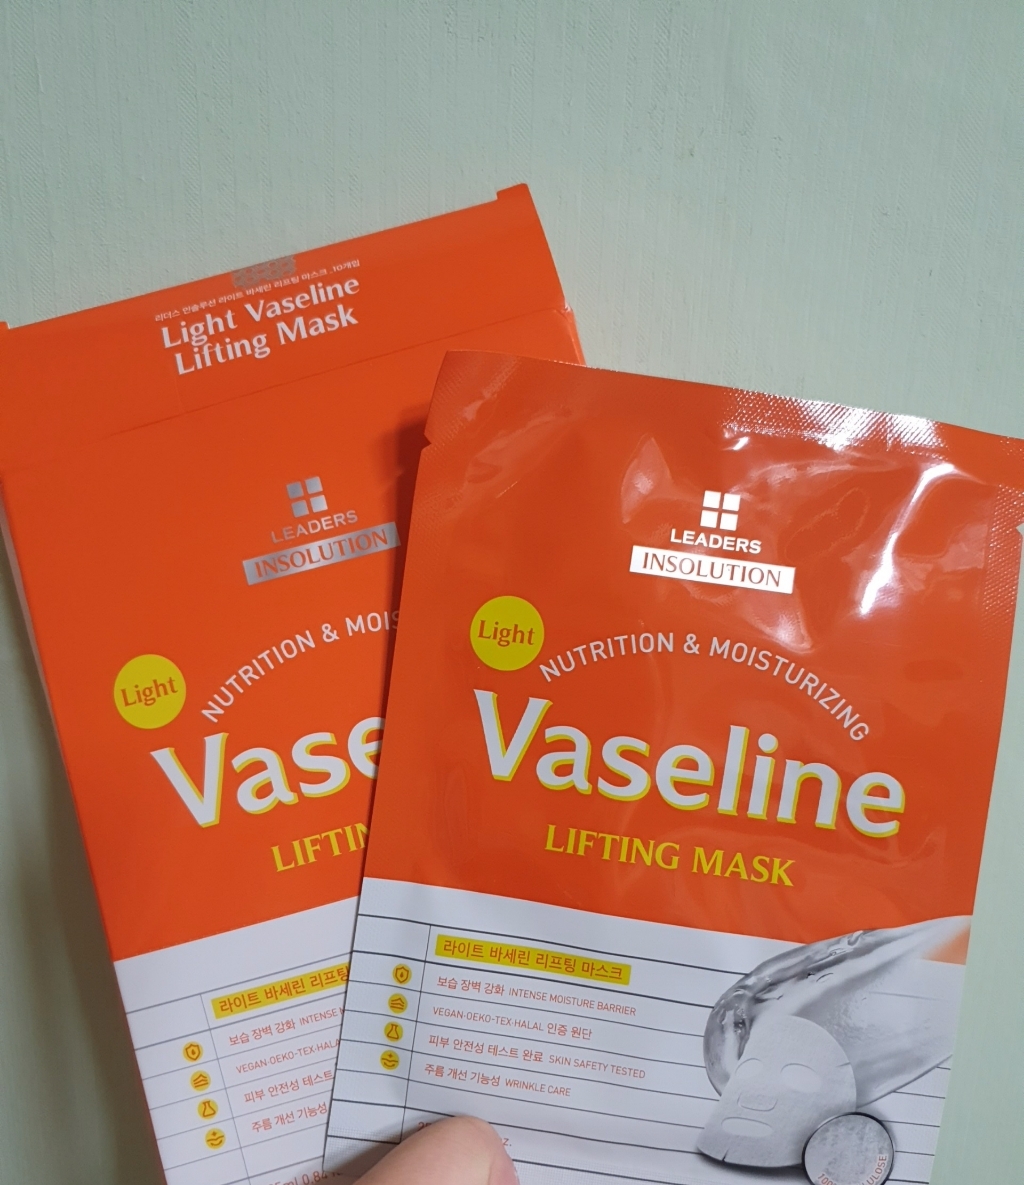 리더스 인솔루션 라이트 바세린 리프팅 마스크 .10개입
Light Vaseline
Lifting Mask
LEADERS
INSOLUTION
Light
NUTRITION & MOIS
Vase
LIFTIN
라이트 바세린 리프팅
보습 장벽 강화 INTENSE
VEGAN-OEKO-TEX-HALA
피부 안전성 테스트
주름 개선 기능성
LEADERS
INSOLUTION
Light
NUTRITION & MOISTURIZING
Vaseline
LIFTING MASK
라이트 바세린 리프팅 마스크
보습 장벽 강화 INTENSE MOISTURE BARRIER
VEGAN-OEKO-TEX-HALAL 인증 원단
피부 안전성 테스트 완료 SKIN SAFETY TESTED
주름 개선 기능성 WRINKLE CARE